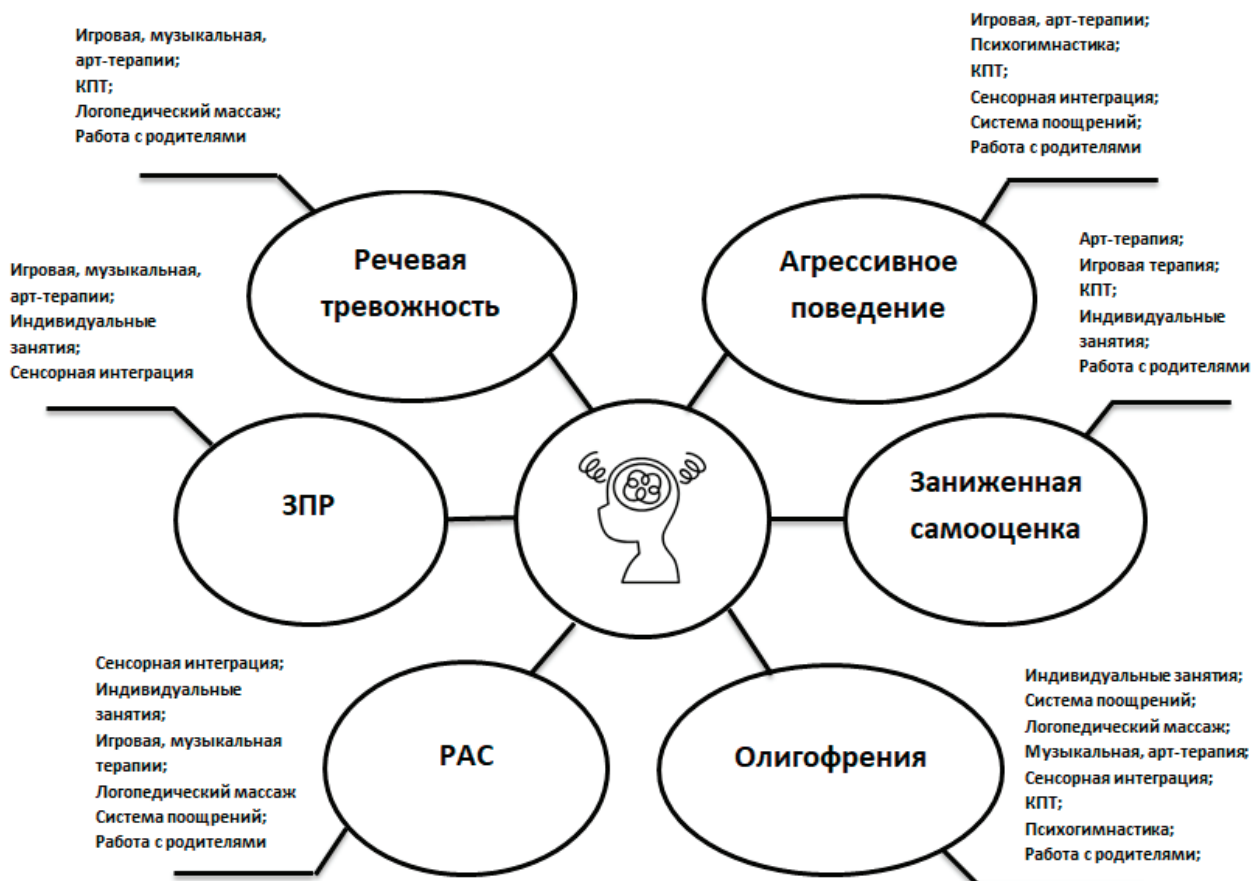 Игровая, музыкальная,
арт-терапии;
КПТ;
Логопедический массаж;
Работа с родителями
Игровая, арт-терапии;
Психогимнастика;
КПТ;
Сенсорная интеграция;
Система поощрений;
Работа с родителями
Речевая
тревожность
Агрессивное
поведение
Игровая, музыкальная,
арт-терапии;
Индивидуальные
занятия;
Сенсорная интеграция
Арт-терапия;
Игровая терапия;
КПТ;
Индивидуальные
занятия;
Работа с родителями
ЗПР
Заниженная
самооценка
Сенсорная интеграция;
Индивидуальные
занятия;
Игровая, музыкальная
терапии;
Логопедический массаж
Система поощрений;
Работа с родителями
РАС
Олигофрения
Индивидуальные занятия;
Система поощрений;
Логопедический массаж;
Музыкальная, арт-терапия;
Сенсорная интеграция;
КПТ;
Психогимнастика;
Работа с родителями;